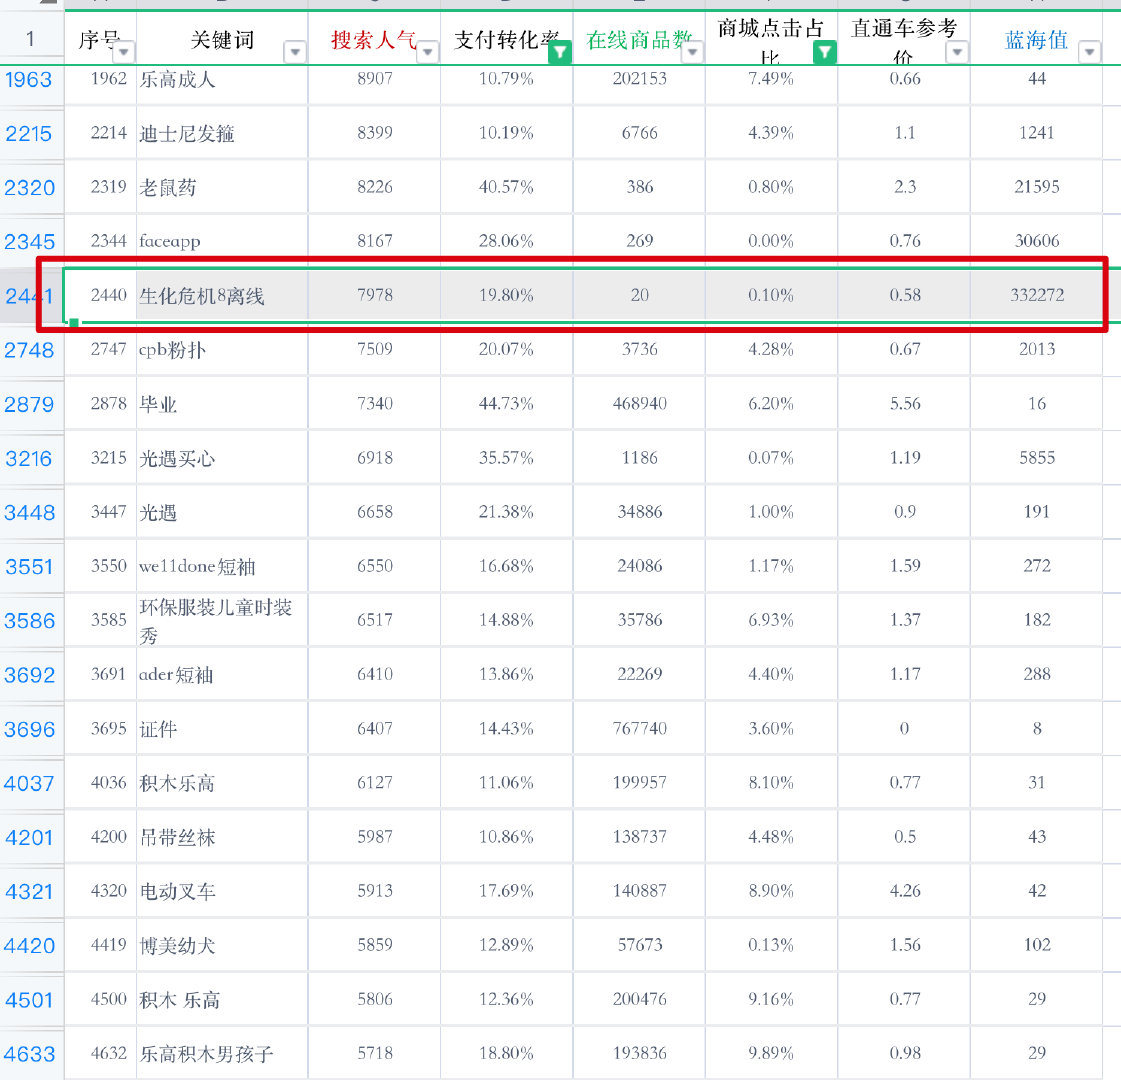 1 序号 关键词 搜索人气 支付转化率 在线商品数 商城点击占比 直通车参考价 蓝海值
1963 1962 乐高成人 8907 10.79% 202153 7.49% 0.66 44
2215 2214 迪士尼发箍 8399 10.19% 6766 4.39% 1.1 1241
2320 2319 老鼠药 8226 40.57% 386 0.80% 2.3 21595
2345 2344 faceapp 8167 28.06% 269 0.00% 0.76 30606
2441 2440 生化危机8离线 7978 19.80% 20 0.10% 0.58 332272
2748 2747 cpb粉扑 7509 20.07% 3736 4.28% 0.67 2013
2879 2878 毕业 7340 44.73% 468940 6.20% 5.56 16
3216 3215 光遇买心 6918 35.57% 1186 0.07% 1.19 5855
3448 3447 光遇 6658 21.38% 34886 1.00% 0.9 191
3551 3550 we11done短袖 6550 16.68% 24086 1.17% 1.59 272
3586 3585 环保服装儿童时装秀 6517 14.88% 35786 6.93% 1.37 182
3692 3691 ader短袖 6410 13.86% 22269 4.40% 1.17 288
3696 3695 证件 6407 14.43% 767740 3.60% 0 8
4037 4036 积木乐高 6127 11.06% 199957 8.10% 0.77 31
4201 4200 吊带丝袜 5987 10.86% 138737 4.48% 0.5 43
4321 4320 电动叉车 5913 17.69% 140887 8.90% 4.26 42
4420 4419 博美幼犬 5859 12.89% 57673 0.13% 1.56 102
4501 4500 积木 乐高 5806 12.36% 200476 9.16% 0.77 29
4633 4632 乐高积木男孩子 5718 18.80% 193836 9.89% 0.98 29